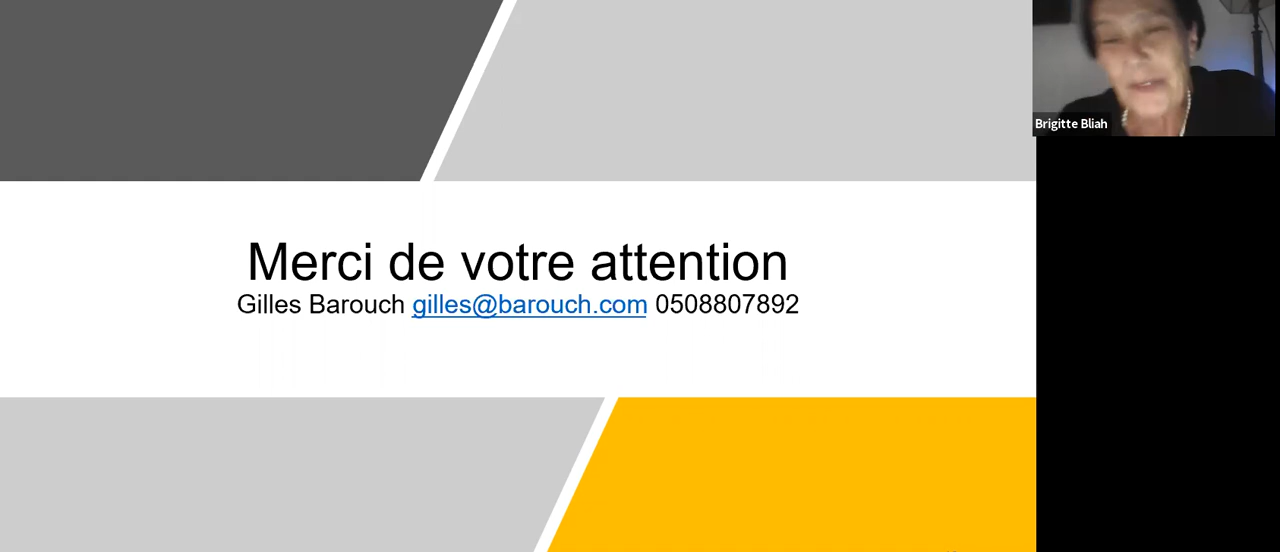 Brigitte Bliah
Merci de votre attention
Gilles Barouch gilles@barouch.com 0508807892